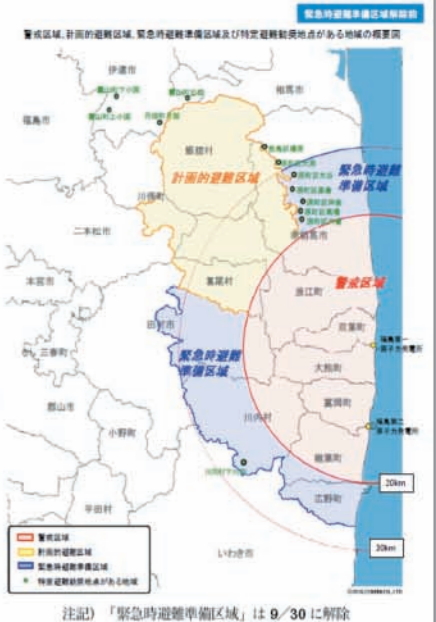 緊急時避難準備区域解除前
警戒区域、計画的避難区域、緊急時避難準備区域及び特定避難勧奨地点がある地域の概要図
伊達市
相馬市
福島市
飯舘村
計画的避難区域
緊急時避難
準備区域
川俣町
南相馬市
二本松市
警戒区域
葛尾村
浪江町
本宮市
双葉町
田村市
緊急時避難
準備区域
福島第一
原子力発電所
三春町
大熊町
富岡町
郡山市
川内村
福島第二
原子力発電所
小野町
楢葉町
20km
広野町
平田村
いわき市
30km
警戒区域
計画的避難区域
緊急時避難準備区域
特定避難勧奨地点がある地域
注記) 「緊急時避難準備区域」は 9/30 に解除